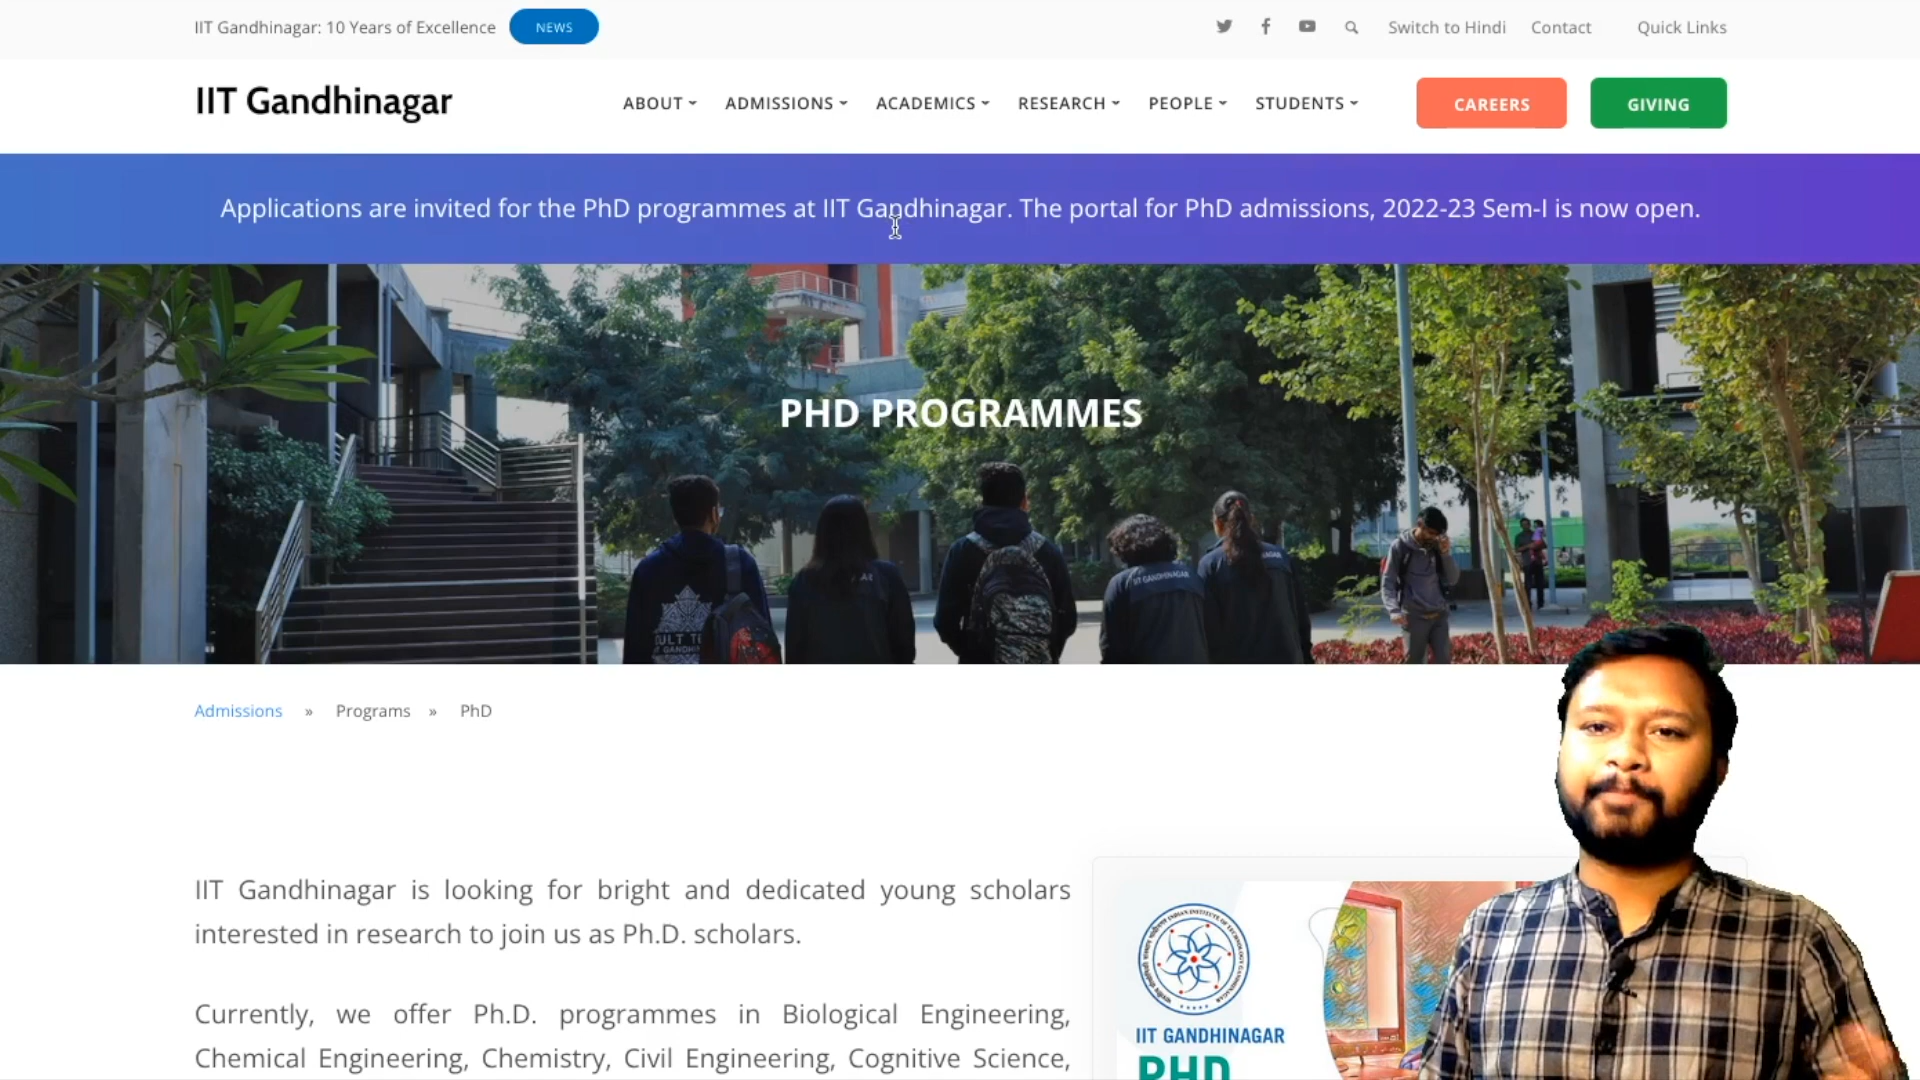 IIT Gandhinagar: 10 Years of Excellence
NEWS
Switch to Hindi
Contact
Quick Links
IIT Gandhinagar
ABOUT
ADMISSIONS
ACADEMICS
RESEARCH
PEOPLE
STUDENTS
CAREERS
GIVING
Applications are invited for the PhD programmes at IIT Gandhinagar. The portal for PhD admissions, 2022-23 Sem-I is now open.
PHD PROGRAMMES
IIT GANDHINAGAR
Admissions » Programs » PhD
IIT Gandhinagar is looking for bright and dedicated young scholars
interested in research to join us as Ph.D. scholars.
Currently, we offer Ph.D. programmes in Biological Engineering,
Chemical Engineering, Chemistry, Civil Engineering, Cognitive Science,
IIT GANDHINAGAR
PHD